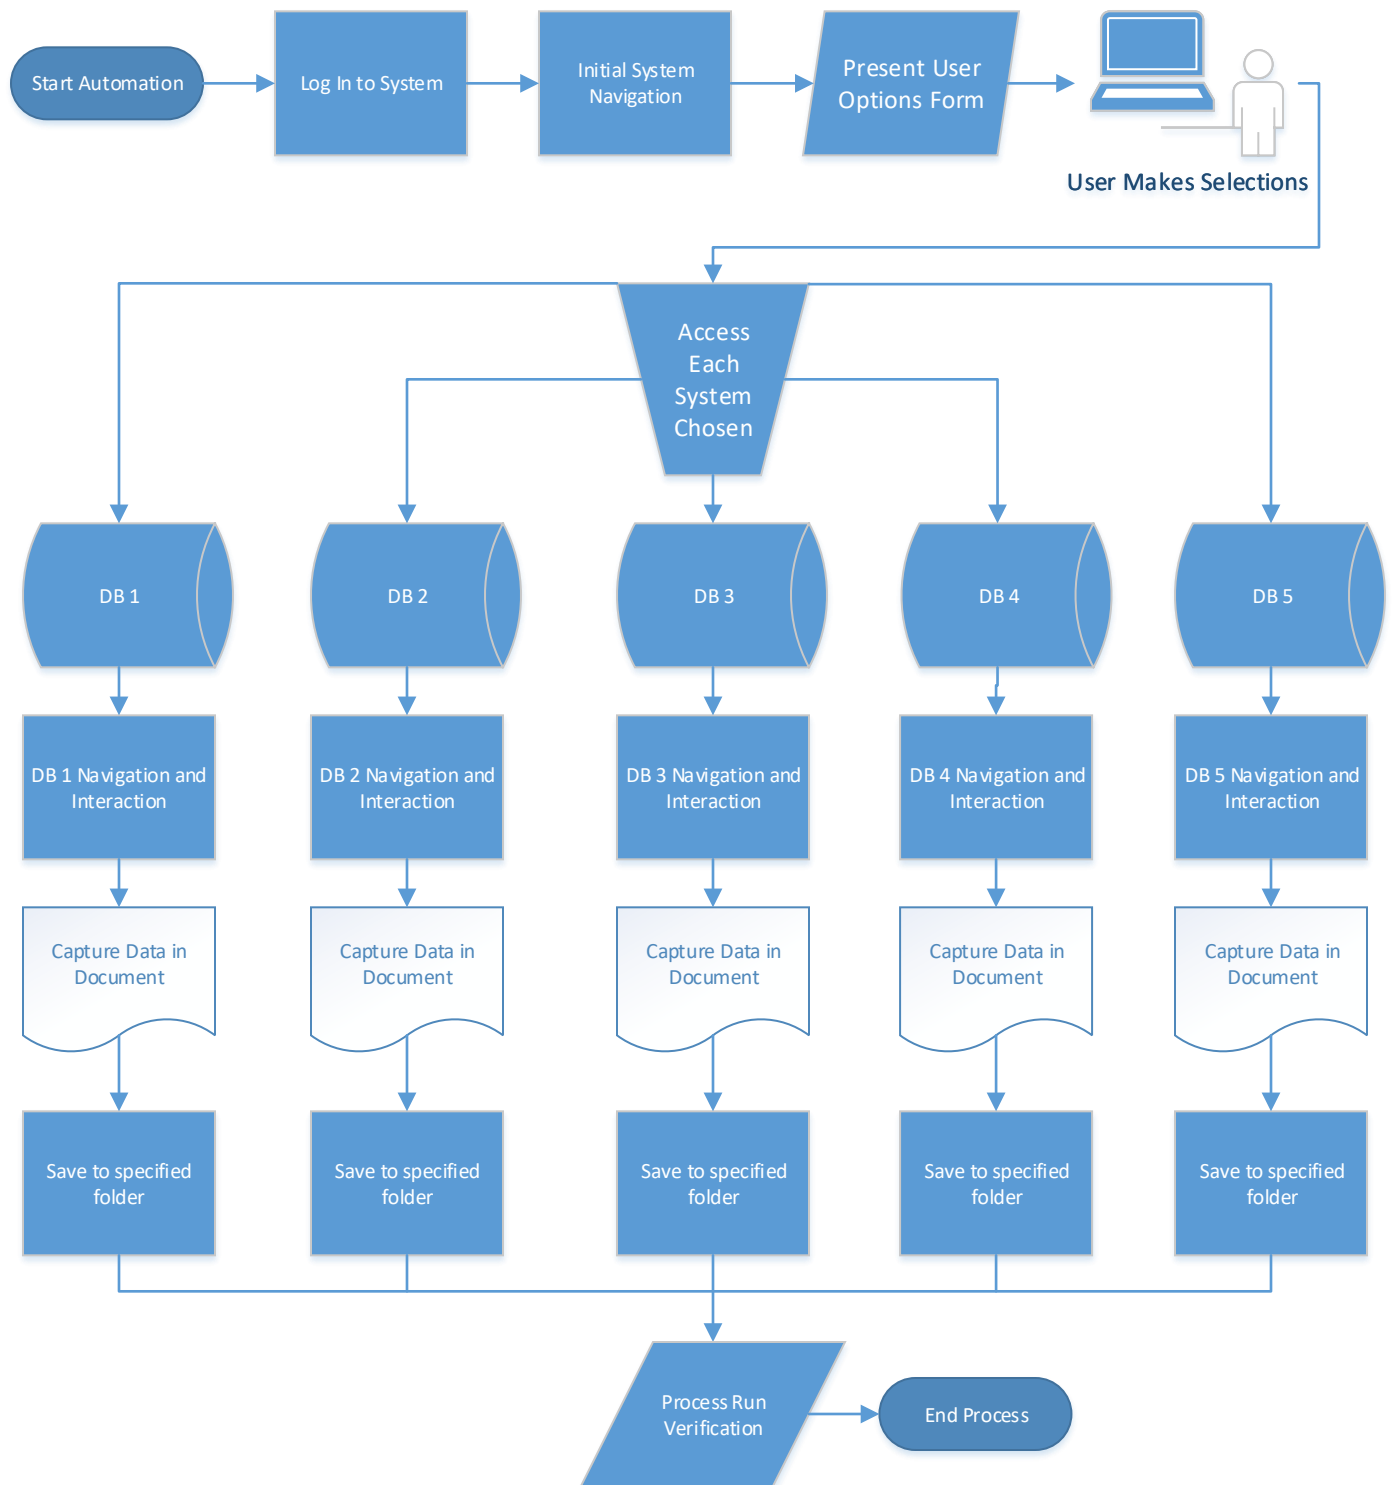 Start Automation
Log In to System
Initial System
Navigation
Present User
Options Form
User Makes Selections
Access
Each
System
Chosen
DB 1
DB 2
DB 3
DB 4
DB 5
DB 1 Navigation and
Interaction
DB 2 Navigation and
Interaction
DB 3 Navigation and
Interaction
DB 4 Navigation and
Interaction
DB 5 Navigation and
Interaction
Capture Data in
Document
Capture Data in
Document
Capture Data in
Document
Capture Data in
Document
Capture Data in
Document
Save to specified
folder
Save to specified
folder
Save to specified
folder
Save to specified
folder
Save to specified
folder
Process Run
Verification
End Process